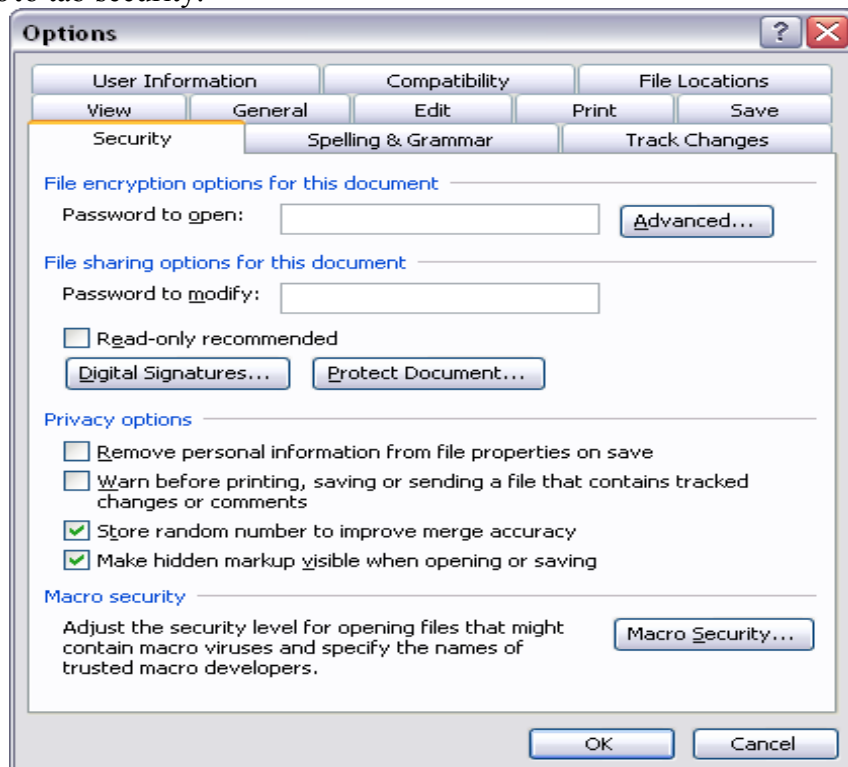 to tab security.
Options
User Information Compatibility File Locations
View General Edit Print Save
Security Spelling & Grammar Track Changes
File encryption options for this document
Password to open: Advanced...
File sharing options for this document
Password to modify:
Read-only recommended
Digital Signatures... Protect Document...
Privacy options
Remove personal information from file properties on save
Warn before printing, saving or sending a file that contains tracked
changes or comments
Store random number to improve merge accuracy
Make hidden markup visible when opening or saving
Macro security
Adjust the security level for opening files that might
contain macro viruses and specify the names of
trusted macro developers.
Macro Security...
OK Cancel